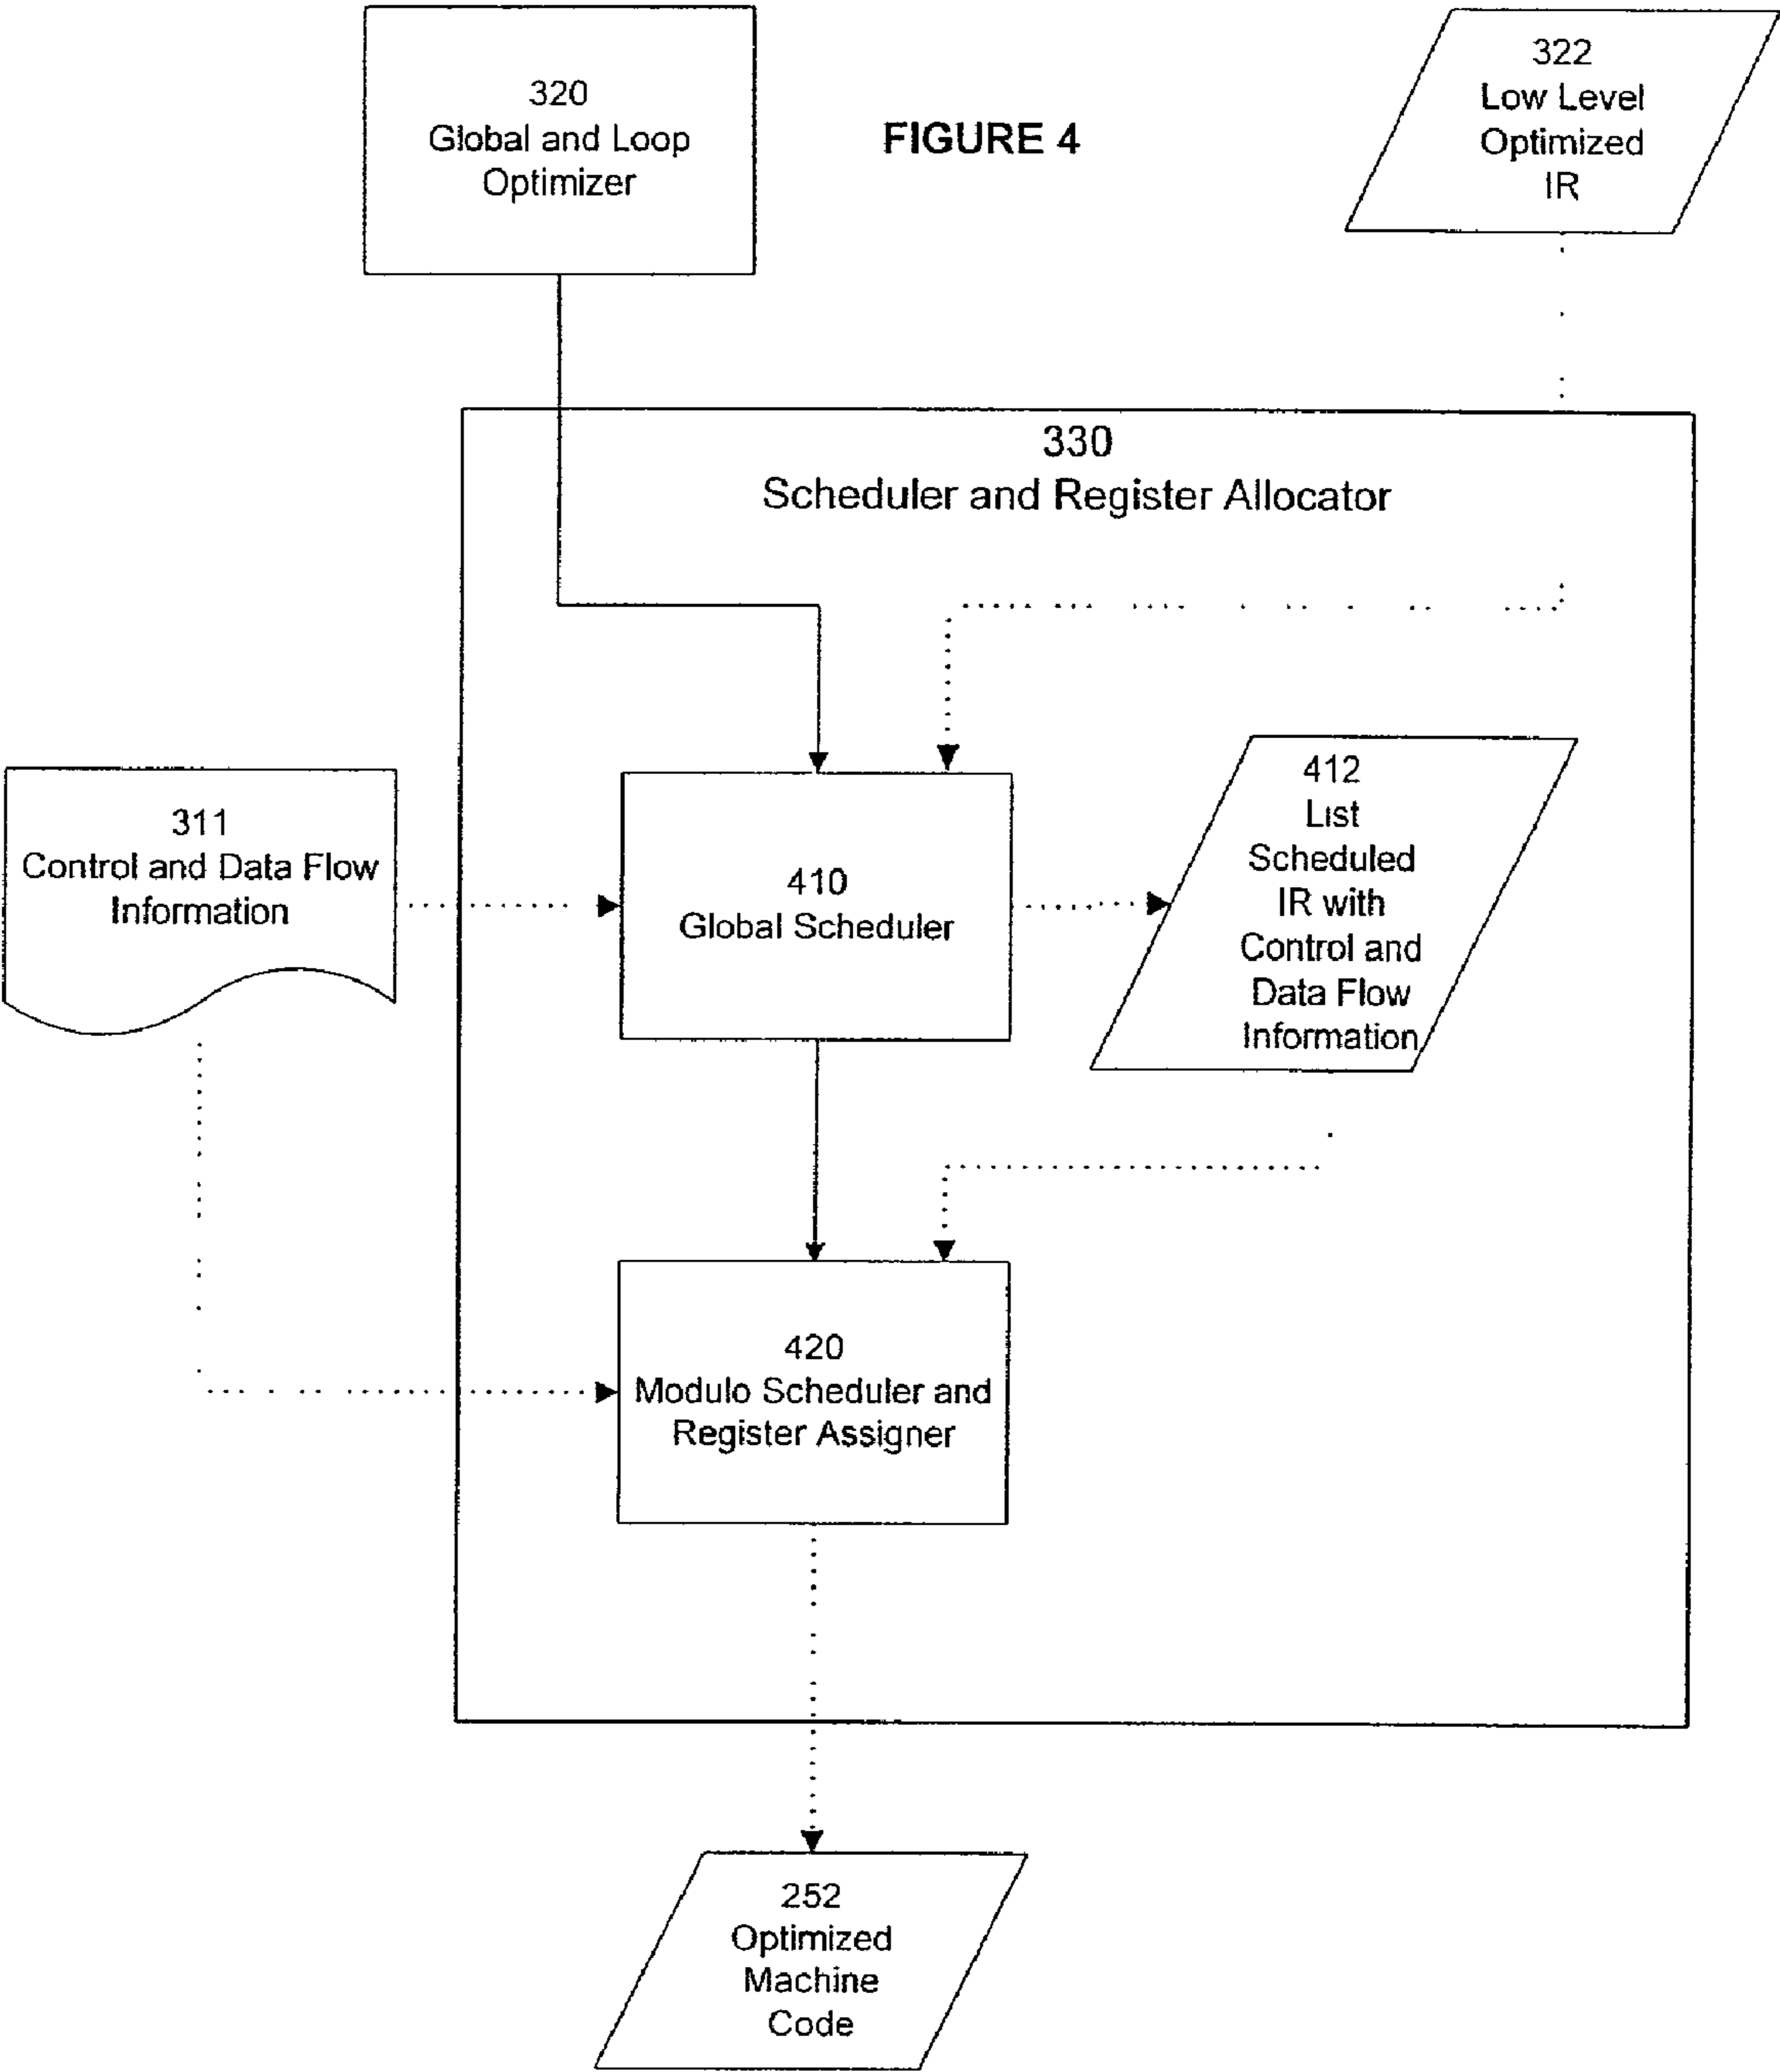 320
Global and Loop
Optimizer
FIGURE 4
322
Low Level
Optimized
IR
330
Scheduler and Register Allocator
311
Control and Data Flow
Information
410
Global Scheduler
412
List
Scheduled
IR with
Control and
Data Flow
Information
420
Modulo Scheduler and
Register Assigner
252
Optimized
Machine
Code